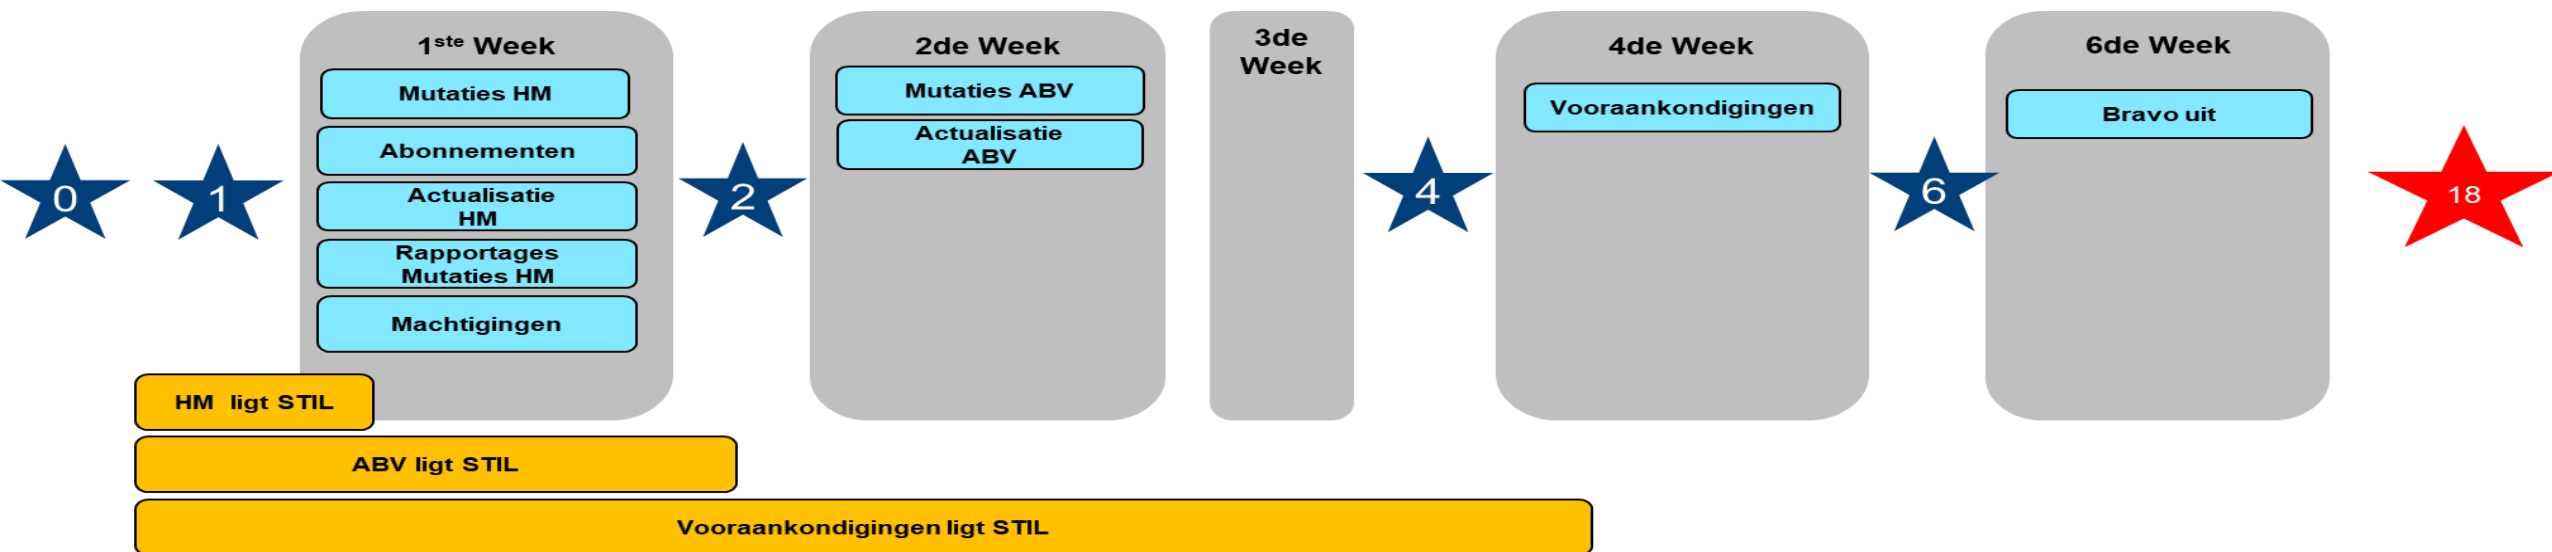 0
1
1ste Week
Mutaties HM
Abonnementen
Actualisatie
HM
Rapportages
Mutaties HM
Machtigingen
2
2de Week
Mutaties ABV
Actualisatie
ABV
3de
Week
4
4de Week
Vooraankondigingen
6
6de Week
Bravo uit
18
HM ligt STIL
ABV ligt STIL
Vooraankondigingen ligt STIL